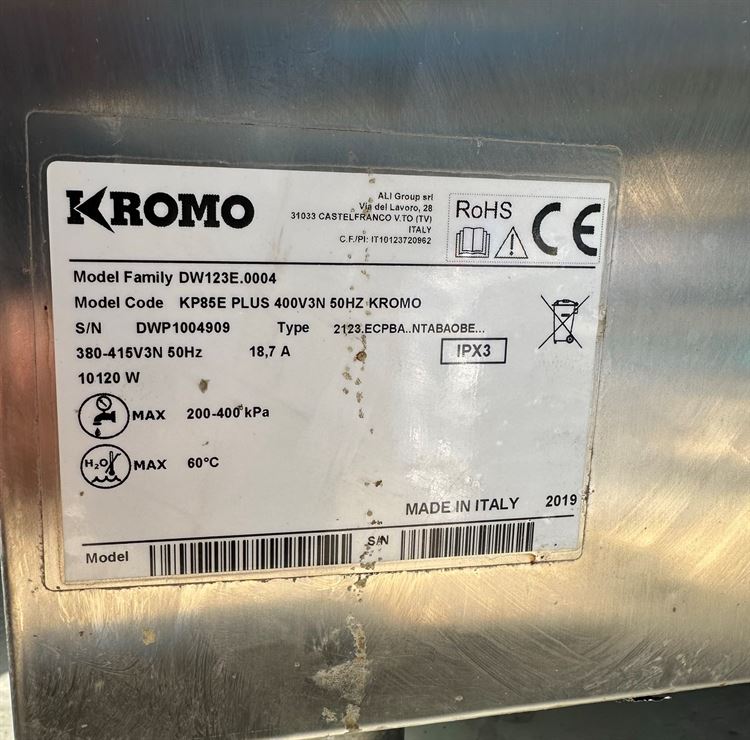 KROMO
ALI Group srl
Via del Lavoro, 28
31033 CASTELFRANCO V.TO (TV)
ITALY
C.F./PI: IT10123720962
RoHS
CE
Model Family DW123E.0004
Model Code KP85E PLUS 400V3N 50HZ KROMO
S/N DWP1004909 Type 2123.ECPBA..NTABAOBE...
380-415V3N 50Hz 18,7 A IPX3
10120 W
MAX 200-400 kPa
H₂O MAX 60°C
MADE IN ITALY 2019
Model S/N